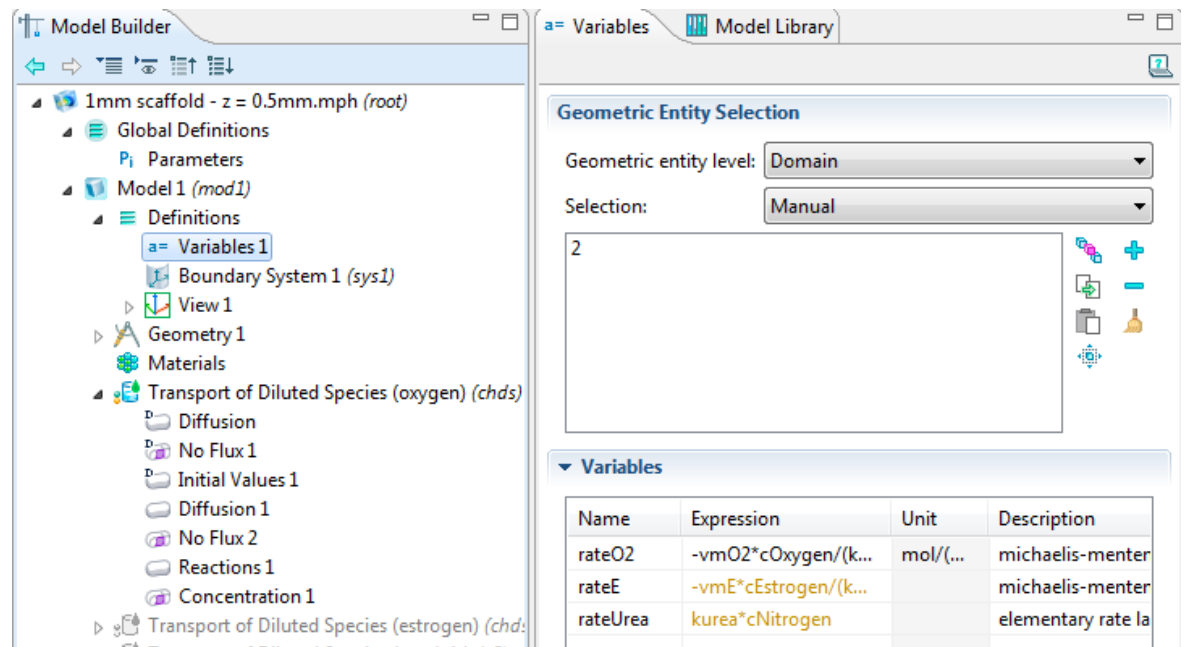 Model Builder
1mm scaffold - z = 0.5mm.mph (root)
Global Definitions
Pi Parameters
Model 1 (mod1)
Definitions
a= Variables 1
Boundary System 1 (sys1)
View 1
Geometry 1
Materials
Transport of Diluted Species (oxygen) (chds)
D Diffusion
D No Flux 1
D Initial Values 1
Diffusion 1
No Flux 2
Reactions 1
Concentration 1
Transport of Diluted Species (estrogen) (chds
a= Variables Model Library
?
Geometric Entity Selection
Geometric entity level: Domain
Selection: Manual
2
Variables
Name Expression Unit Description
rateO2 -vmO2*cOxygen/(k... mol/(... michaelis-menter
rateE -vmE*cEstrogen/(k... michaelis-menter
rateUrea kurea*cNitrogen elementary rate la